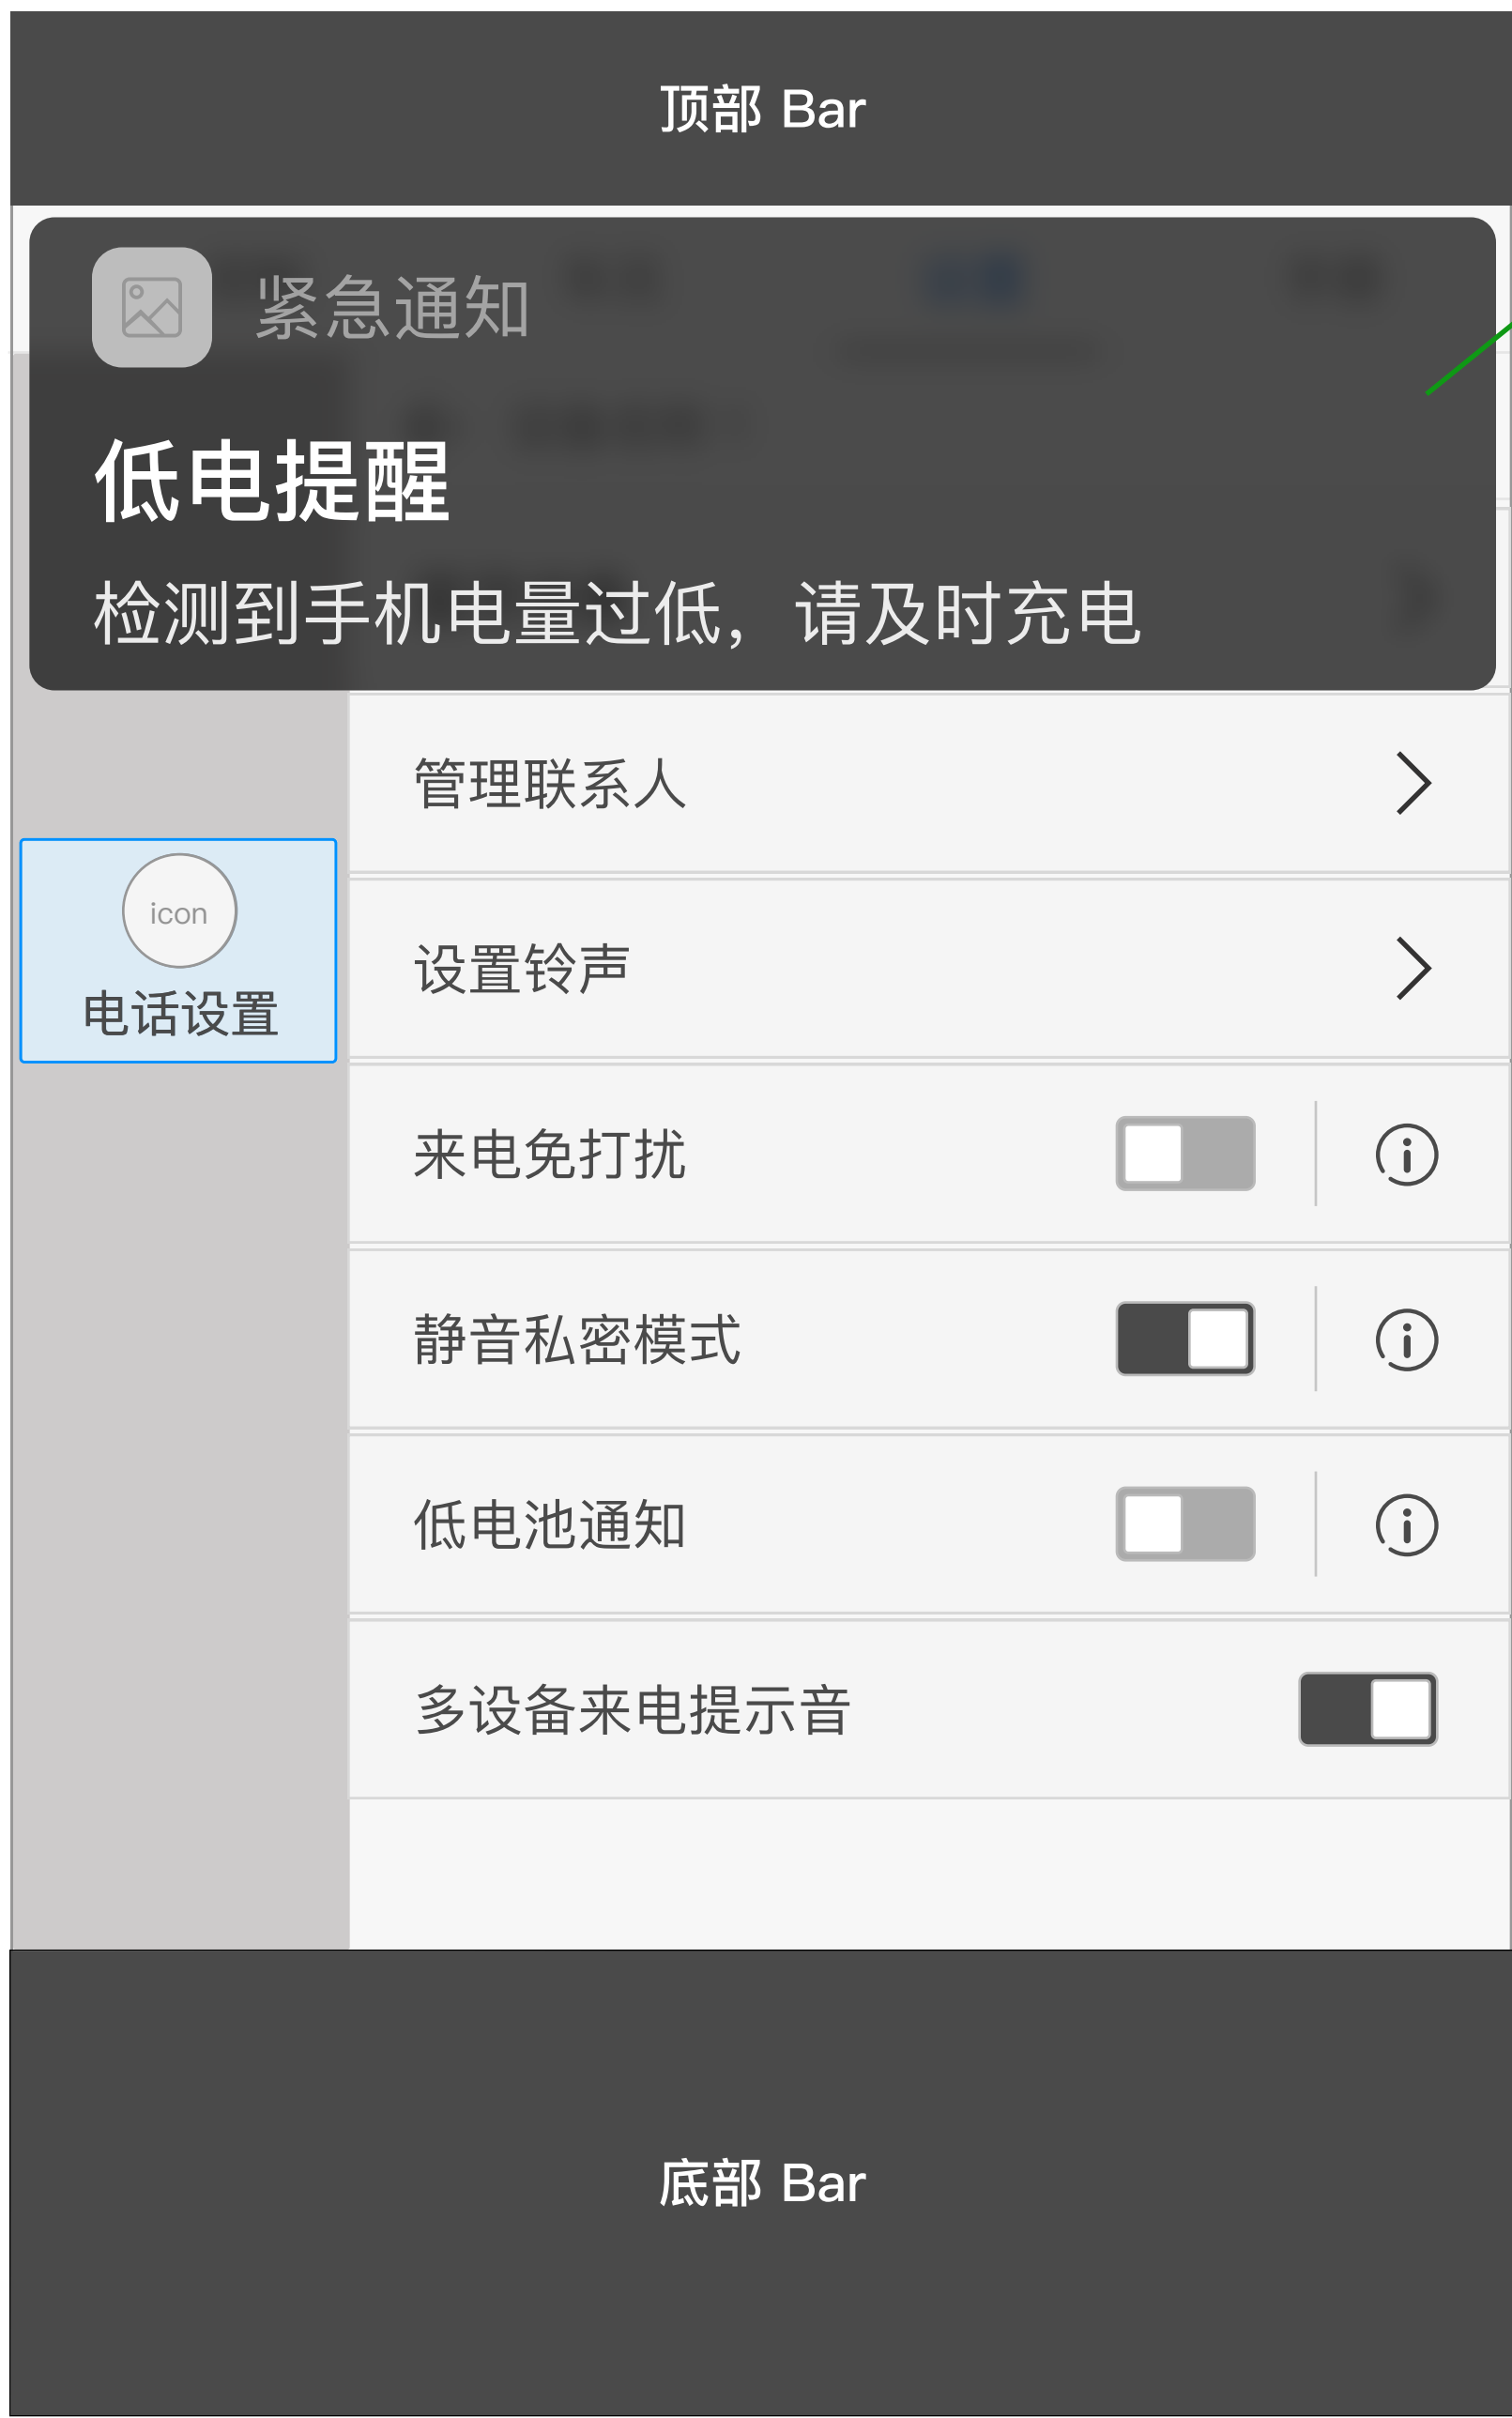 顶部 Bar
紧急通知
低电提醒
检测到手机电量过低，请及时充电
管理联系人
设置铃声
icon
电话设置
来电免打扰
静音私密模式
低电池通知
多设备来电提示音
底部 Bar